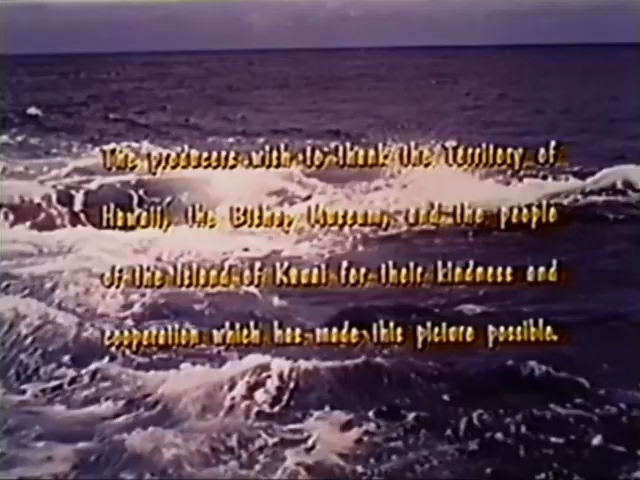 The producers wish to thank the Territory of
Hawaii, the Bishop Museum, and the people
of the Island of Kauai for their kindness and
cooperation which has made this picture possible.